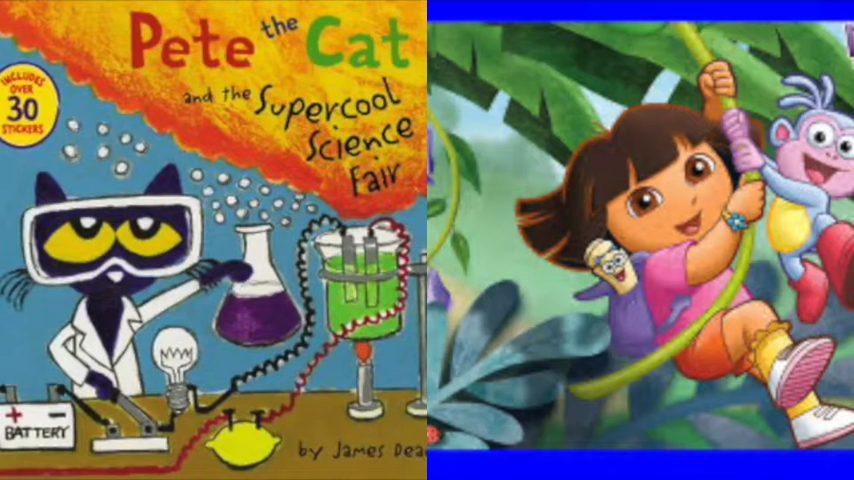 Pete the Cat
and the Supercool
Science
Fair
INCLUDES
OVER
30
STICKERS
+ -
BATTERY
by James Dea